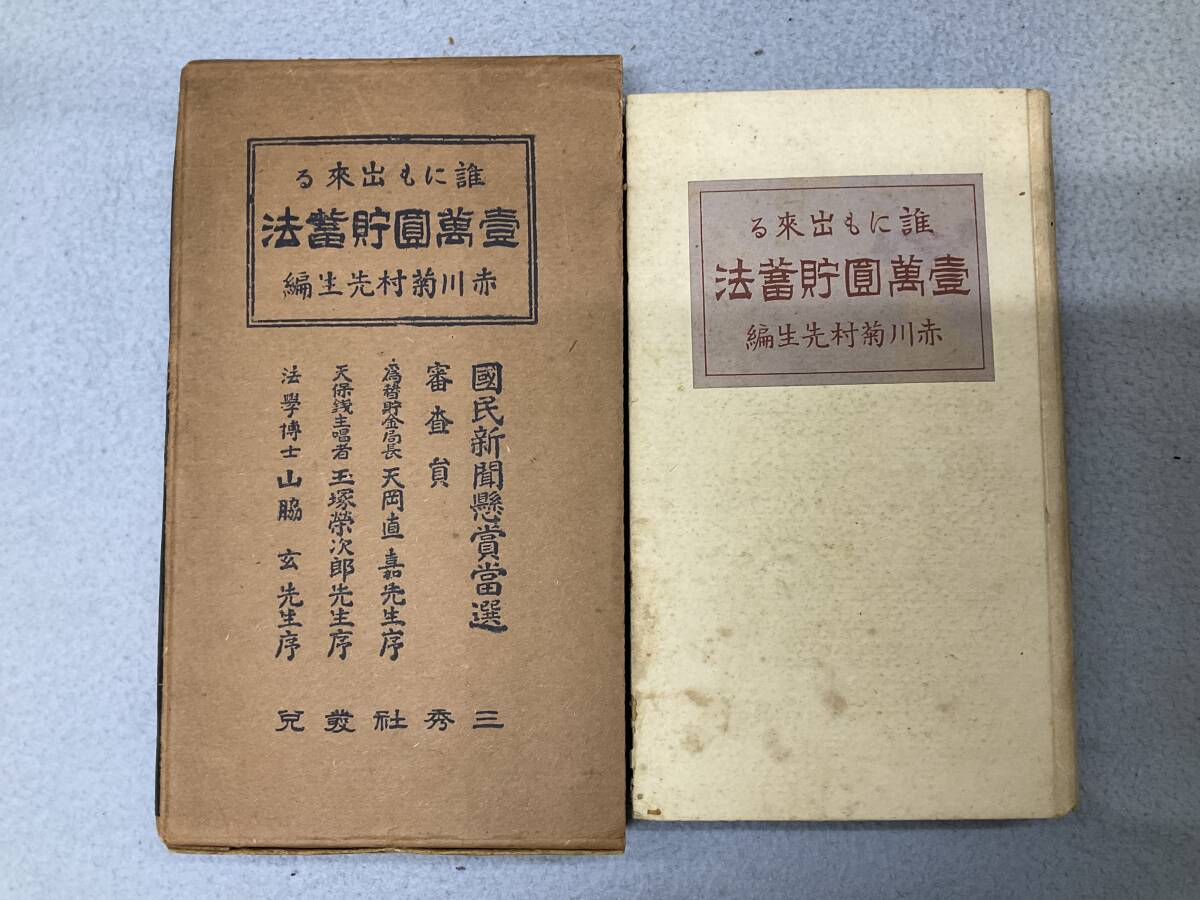 誰にも出來る
壹萬圓貯蓄法
赤川菊村先生編
國民新聞懸賞當選
審査員
爲替貯金局長 天岡直嘉先生序
天保銭主唱者 玉塚榮次郎先生序
法學博士 山脇玄先生序
三秀社發兌
誰にも出來る
壹萬圓貯蓄法
赤川菊村先生編